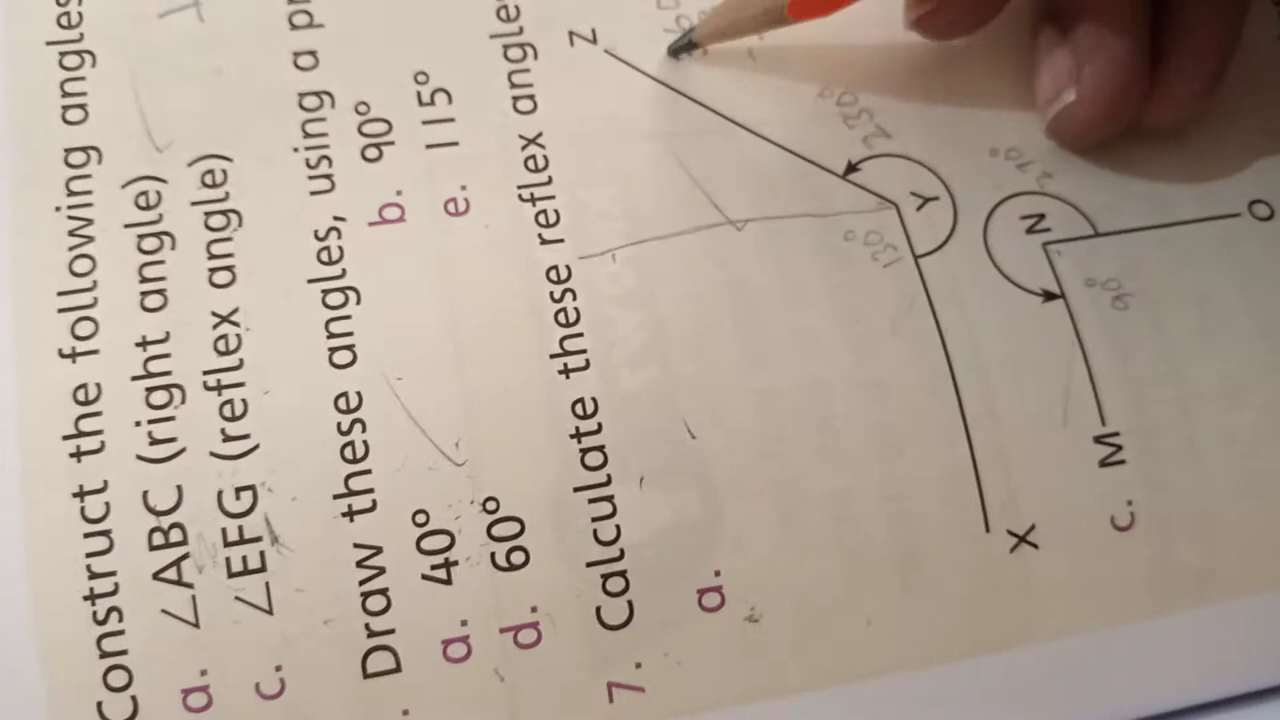 Construct the following angles
a. ∠ABC (right angle)
c. ∠EFG (reflex angle)
. Draw these angles, using a
a. 40° b. 90°
d. 60° e. 115°
7. Calculate these reflex angle
a.
Z
230°
Y
130°
X
c.
M
N
O
270°
90°